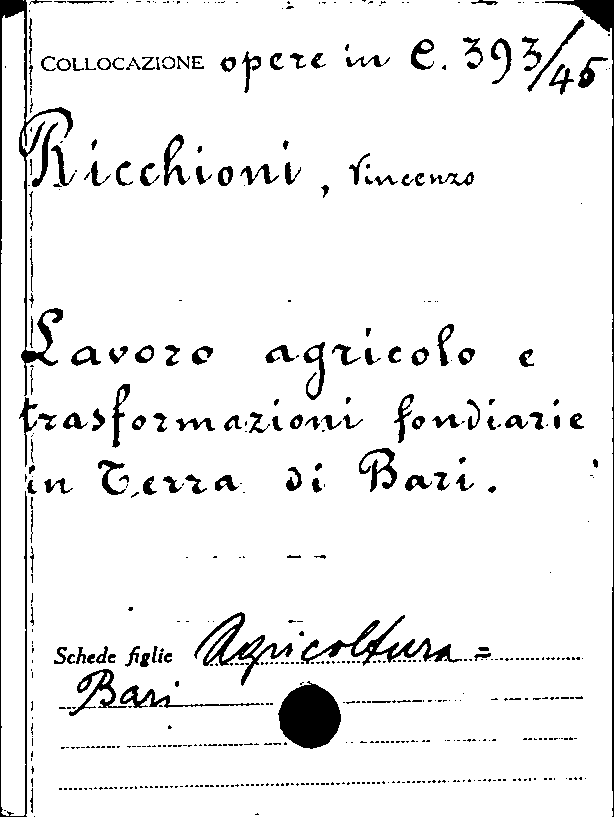 COLLOCAZIONE opere in C. 393/45
Ricchioni, Vincenzo
Lavoro agricolo e
trasformazioni fondiarie
in Terra di Bari.
Schede figlie Agricoltura =
Bari